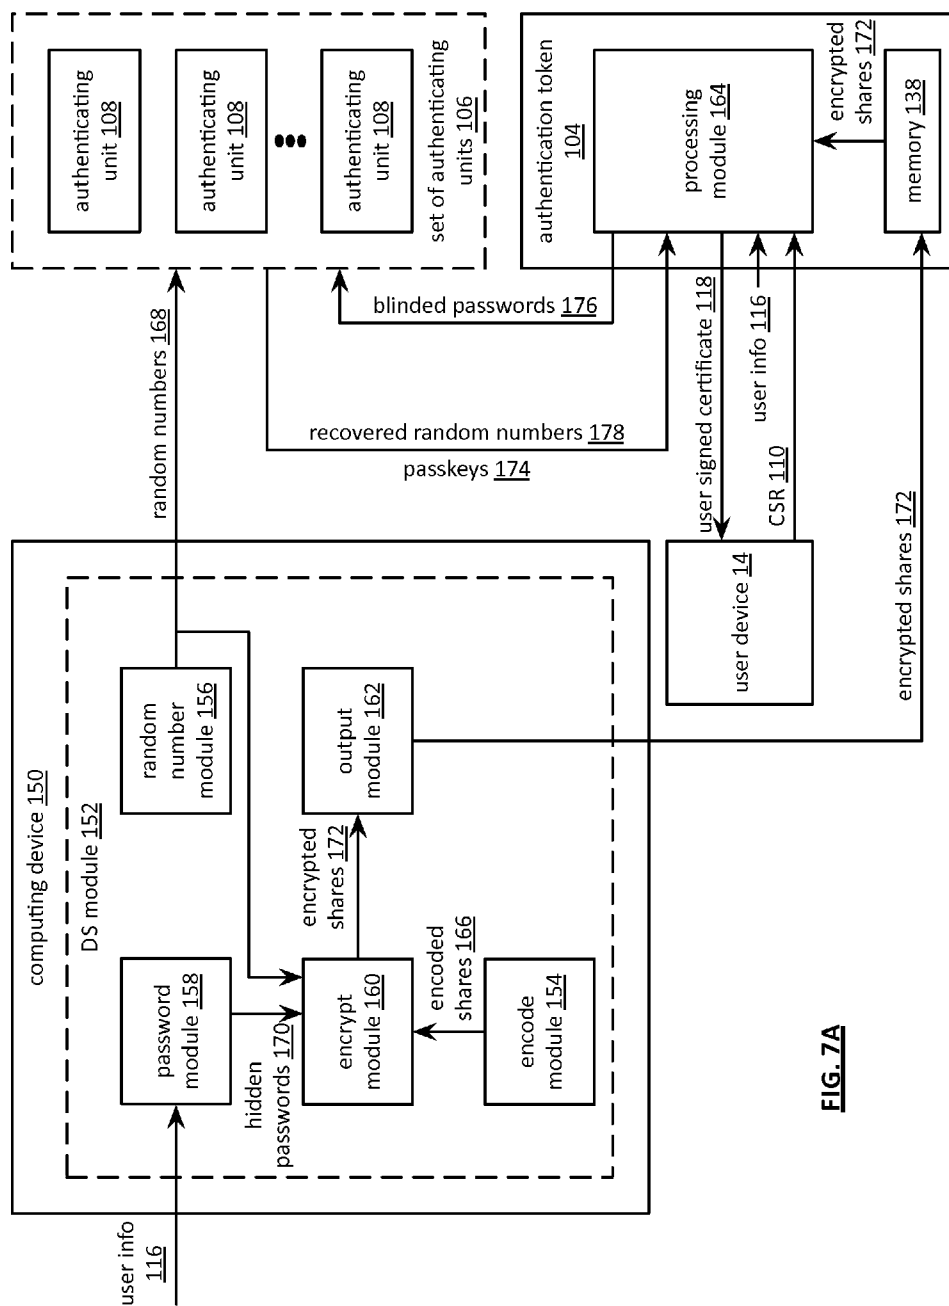 computing device 150
DS module 152
user info
116
password
module 158
hidden
passwords 170
random
number
module 156
encrypt
module 160
encrypted
shares 172
output
module 162
encoded
shares 166
encode
module 154
random numbers 168
authenticating
unit 108
authenticating
unit 108
authenticating
unit 108
set of authenticating
units 106
blinded passwords 176
recovered random numbers 178
passkeys 174
authentication token
104
processing
module 164
encrypted
shares 172
memory 138
user signed certificate 118
user info 116
CSR 110
user device 14
encrypted shares 172
FIG. 7A